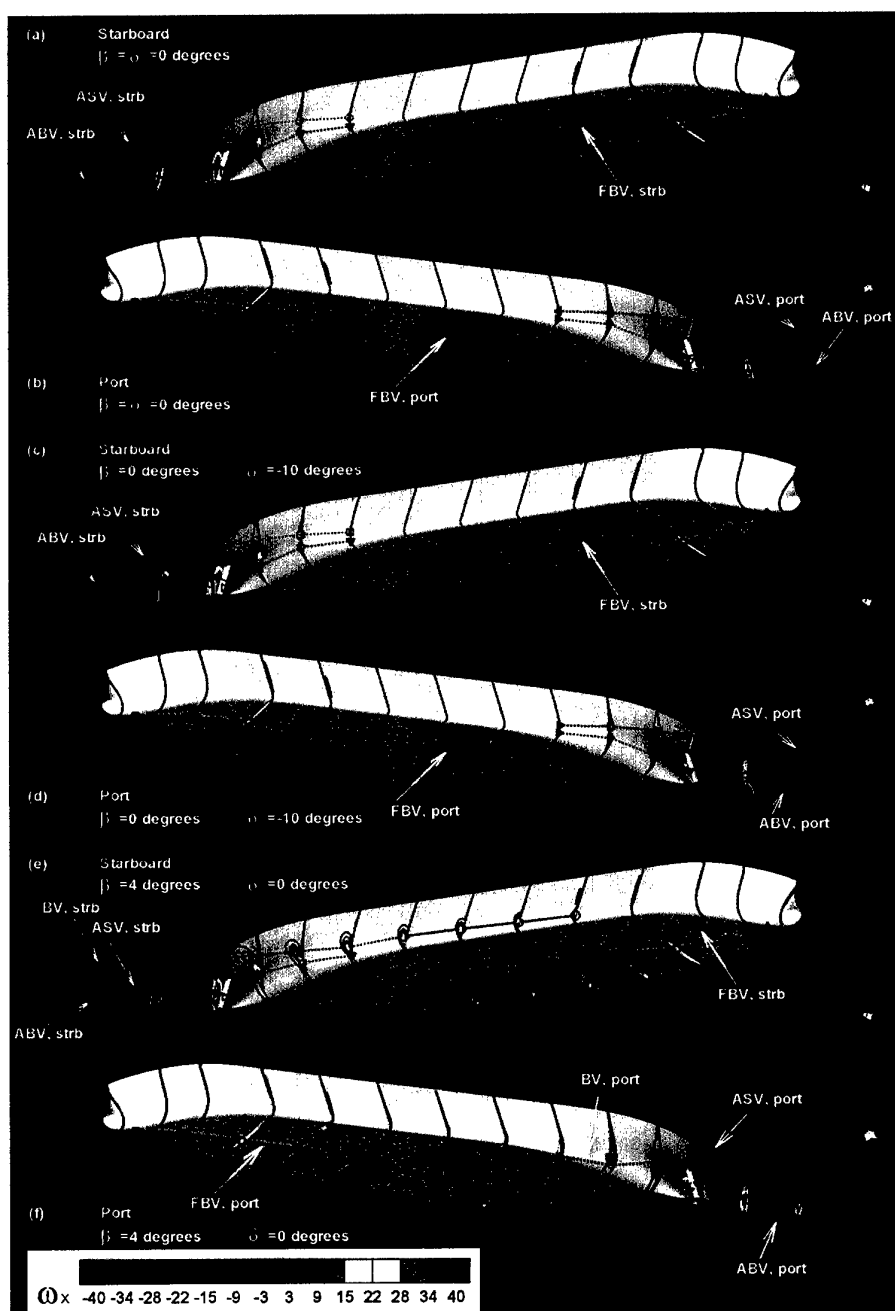 (a) Starboard
β = δ =0 degrees
ASV, strb
ABV, strb
FBV, strb
ASV, port
ABV, port
FBV, port
(b) Port
β = δ =0 degrees
(c) Starboard
β =0 degrees δ =-10 degrees
ASV, strb
ABV, strb
FBV, strb
ASV, port
FBV, port
ABV, port
(d) Port
β =0 degrees δ =-10 degrees
(e) Starboard
β =4 degrees δ =0 degrees
BV, strb
ASV, strb
FBV, strb
ABV, strb
BV, port
ASV, port
FBV, port
ABV, port
(f) Port
β =4 degrees δ =0 degrees
ωx -40 -34 -28 -22 -15 -9 -3 3 9 15 22 28 34 40